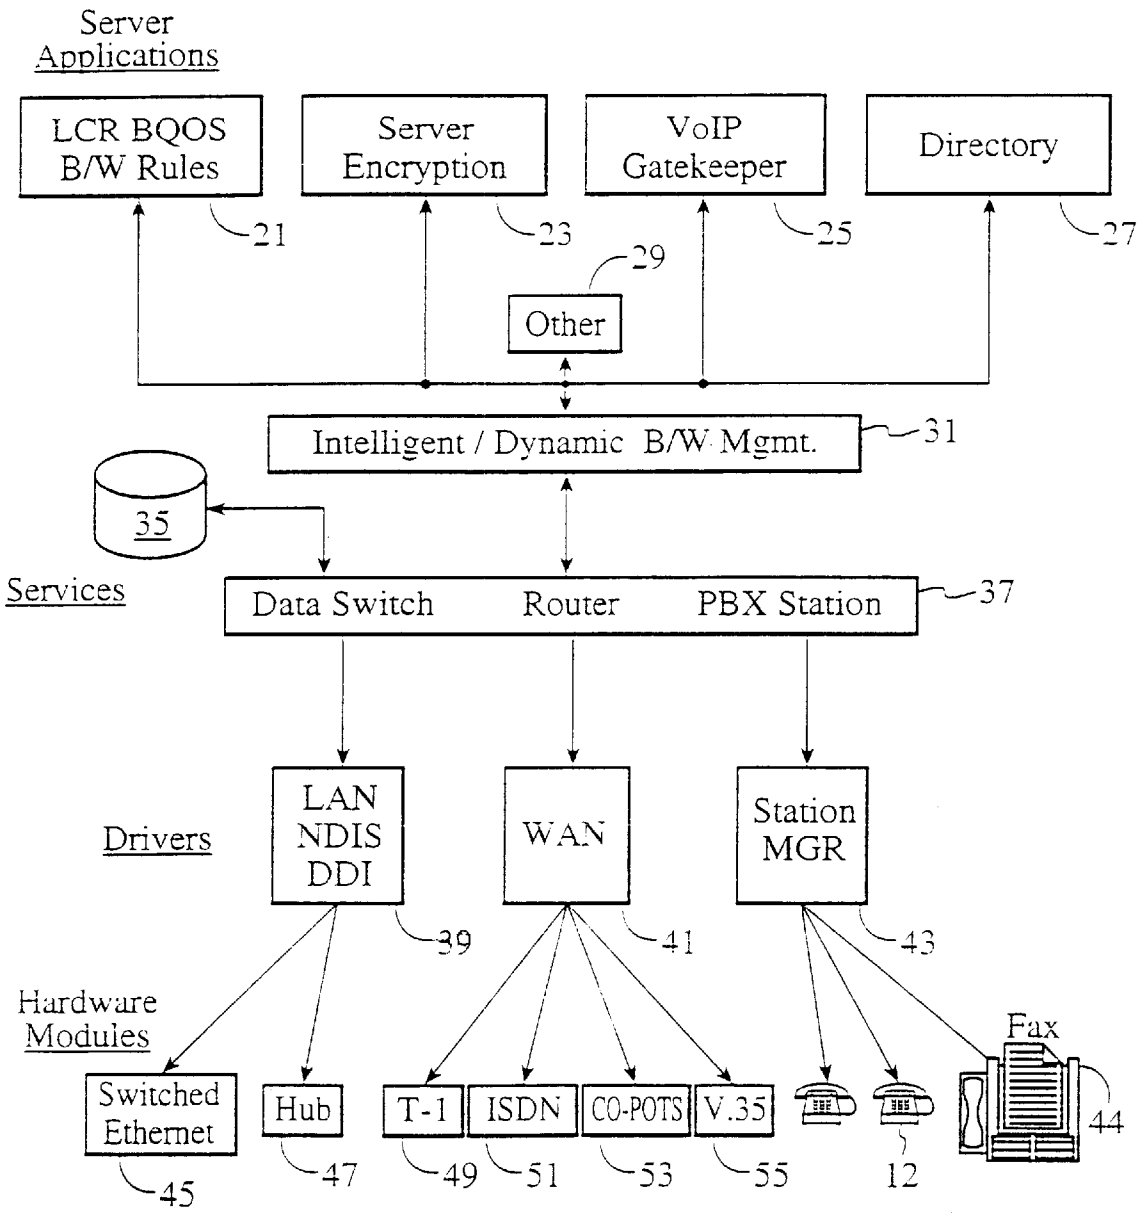 Server
Applications
LCR BQOS
B/W Rules
Server
Encryption
VoIP
Gatekeeper
Directory
21
23
25
27
29
Other
Intelligent / Dynamic B/W Mgmt.
31
35
Services
Data Switch
Router
PBX Station
37
Drivers
LAN
NDIS
DDI
WAN
Station
MGR
39
41
43
Hardware
Modules
Fax
Switched
Ethernet
Hub
T-1
ISDN
CO-POTS
V.35
44
45
47
49
51
53
55
12